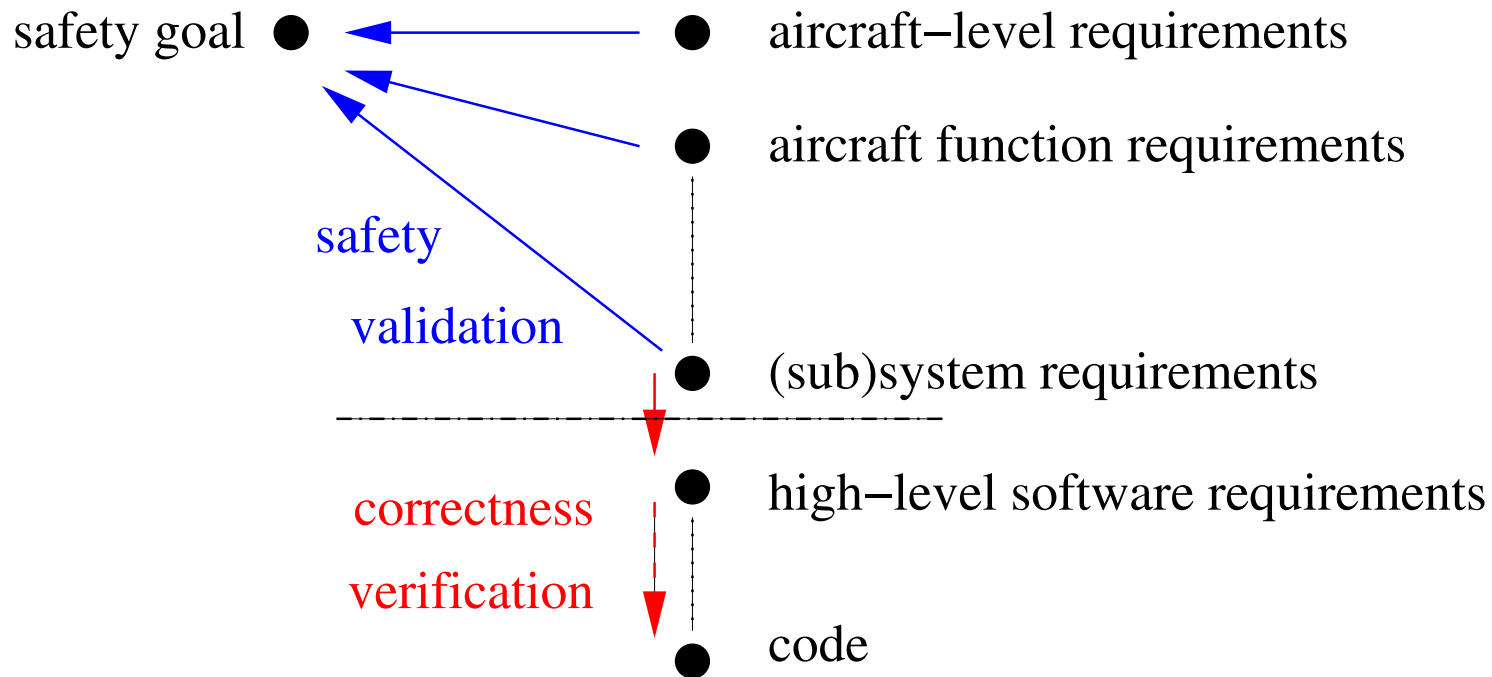 safety goal
aircraft−level requirements
aircraft function requirements
safety
validation
(sub)system requirements
high−level software requirements
correctness
verification
code